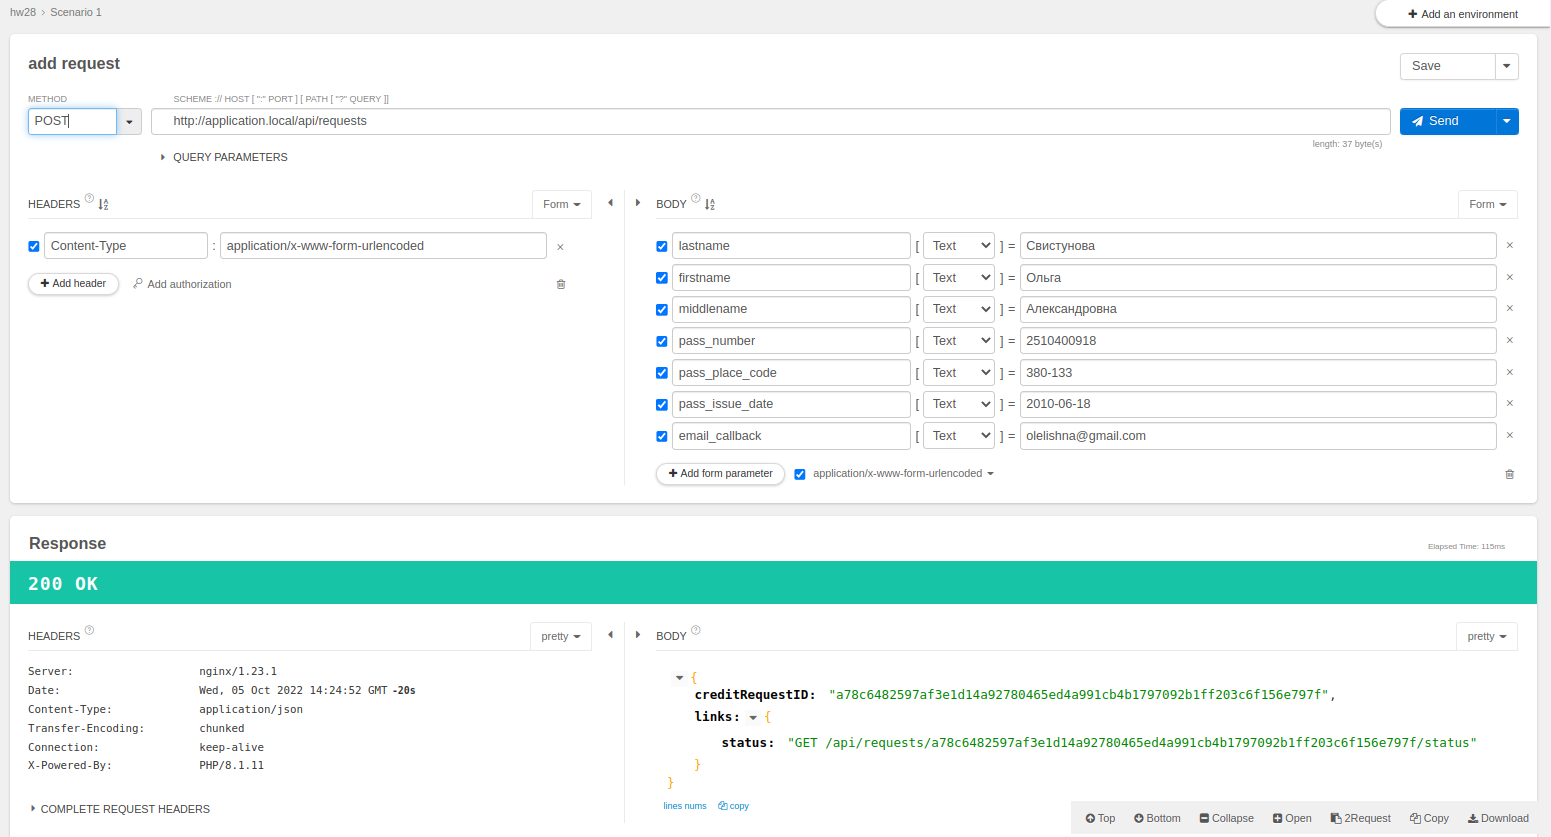 hw28 › Scenario 1
Add an environment
add request
Save
METHOD
SCHEME :// HOST [ ":" PORT ] [ PATH [ "?" QUERY ]]
POST
http://application.local/api/requests
Send
length: 37 byte(s)
QUERY PARAMETERS
HEADERS ?
Form
BODY ?
Form
Content-Type : application/x-www-form-urlencoded ×
Add header
Add authorization
lastname [ Text ] = Свистунова ×
firstname [ Text ] = Ольга ×
middlename [ Text ] = Александровна ×
pass_number [ Text ] = 2510400918 ×
pass_place_code [ Text ] = 380-133 ×
pass_issue_date [ Text ] = 2010-06-18 ×
email_callback [ Text ] = olelishna@gmail.com ×
Add form parameter
application/x-www-form-urlencoded
Response
Elapsed Time: 115ms
200 OK
HEADERS ?
pretty
Server: nginx/1.23.1
Date: Wed, 05 Oct 2022 14:24:52 GMT -20s
Content-Type: application/json
Transfer-Encoding: chunked
Connection: keep-alive
X-Powered-By: PHP/8.1.11
COMPLETE REQUEST HEADERS
BODY ?
pretty
{
creditRequestID: "a78c6482597af3e1d14a92780465ed4a991cb4b1797092b1ff203c6f156e797f",
links: {
status: "GET /api/requests/a78c6482597af3e1d14a92780465ed4a991cb4b1797092b1ff203c6f156e797f/status"
}
}
lines nums
copy
Top
Bottom
Collapse
Open
2Request
Copy
Download